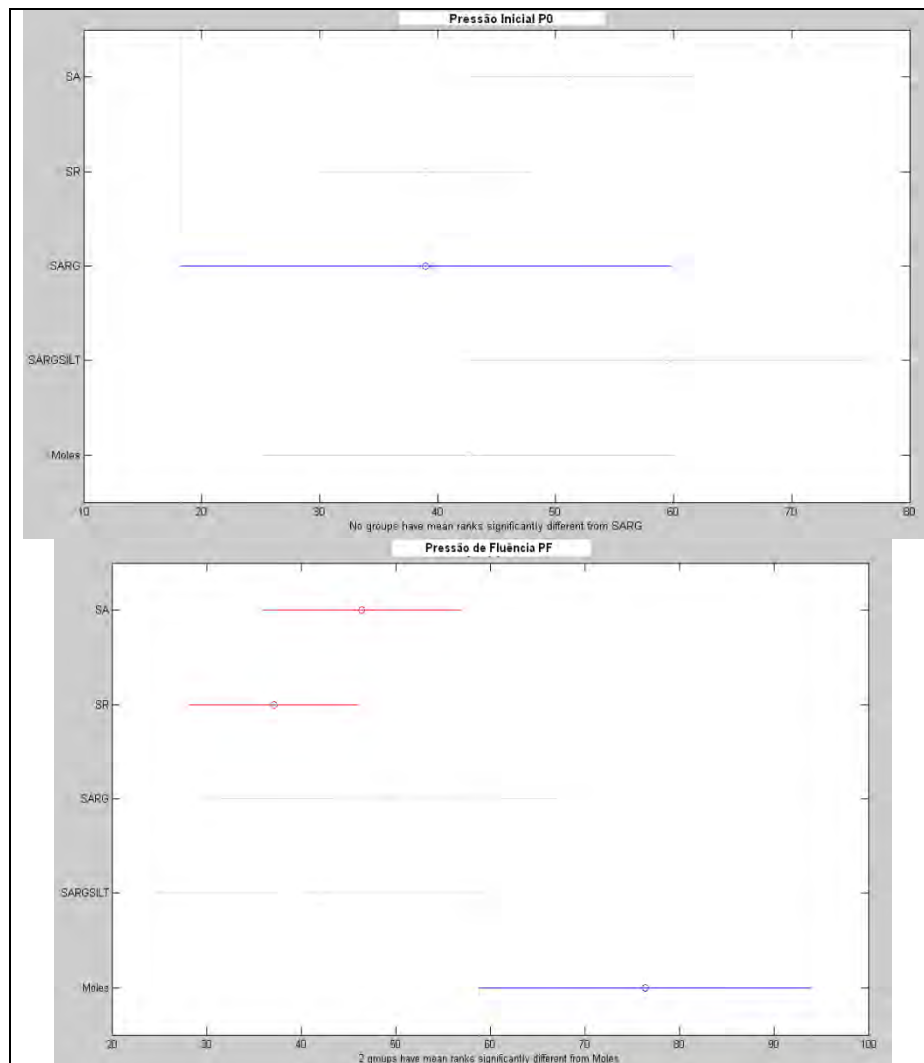 Pressão Inicial P0
SA
SR
SARG
SARGSILT
Moles
10 20 30 40 50 60 70 80
No groups have mean ranks significantly different from SARG
Pressão de Fluência PF
SA
SR
SARG
SARGSILT
Moles
20 30 40 50 60 70 80 90 100
2 groups have mean ranks significantly different from Moles